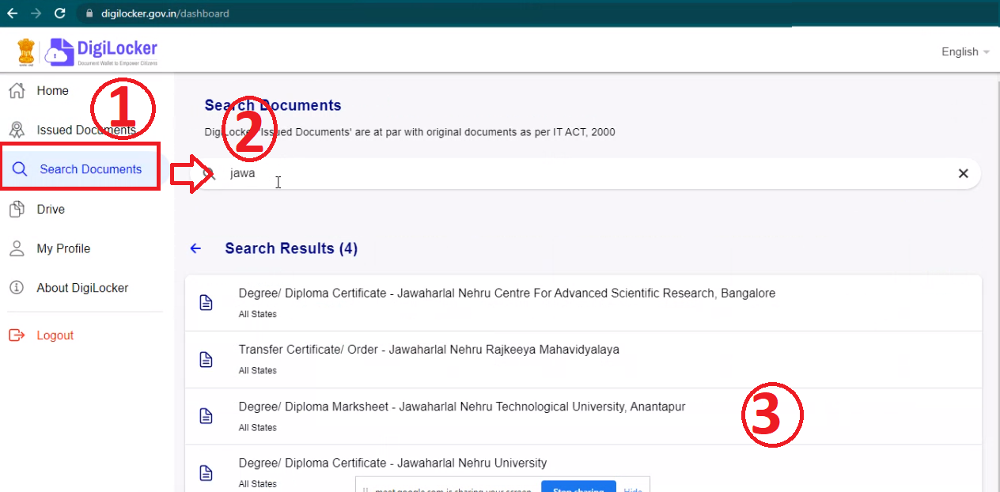 digilocker.gov.in/dashboard
DigiLocker
Document Wallet to Empower Citizens
English
Home
1
Issued Documents
Search Documents
Drive
My Profile
About DigiLocker
Logout
Search Documents
2
DigiLocker 'Issued Documents' are at par with original documents as per IT ACT, 2000
jawa
Search Results (4)
Degree/ Diploma Certificate - Jawaharlal Nehru Centre For Advanced Scientific Research, Bangalore
All States
Transfer Certificate/ Order - Jawaharlal Nehru Rajkeeya Mahavidyalaya
All States
Degree/ Diploma Marksheet - Jawaharlal Nehru Technological University, Anantapur
All States
3
Degree/ Diploma Certificate - Jawaharlal Nehru University
All States
meet.google.com is sharing your screen.
Stop sharing
Hide